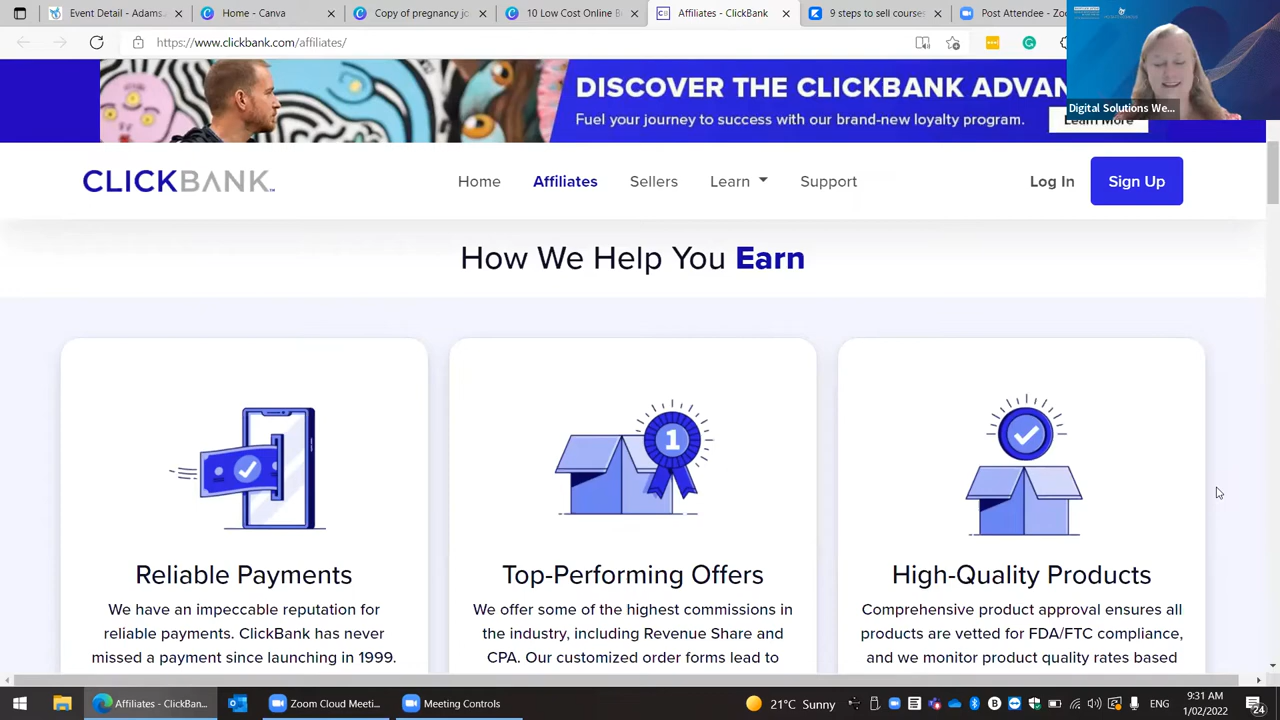 Event Detail - Adams A
Home - Canva
Copy of pregnancy jo
10 Low Cost Online B
Affiliates - ClickBank
steps to sell courses
Post Attendee - Zo
https://www.clickbank.com/affiliates/
DISCOVER THE CLICKBANK ADVAN
Fuel your journey to success with our brand-new loyalty program.
Learn More
Digital Solutions We...
CLICKBANK
Home
Affiliates
Sellers
Learn
Support
Log In
Sign Up
How We Help You Earn
1
Reliable Payments
We have an impeccable reputation for
reliable payments. ClickBank has never
missed a payment since launching in 1999.
Top-Performing Offers
We offer some of the highest commissions in
the industry, including Revenue Share and
CPA. Our customized order forms lead to
High-Quality Products
Comprehensive product approval ensures all
products are vetted for FDA/FTC compliance,
and we monitor product quality rates based
Affiliates - ClickBan...
Zoom Cloud Meeti...
Meeting Controls
21°C Sunny
ENG
9:31 AM
1/02/2022
24